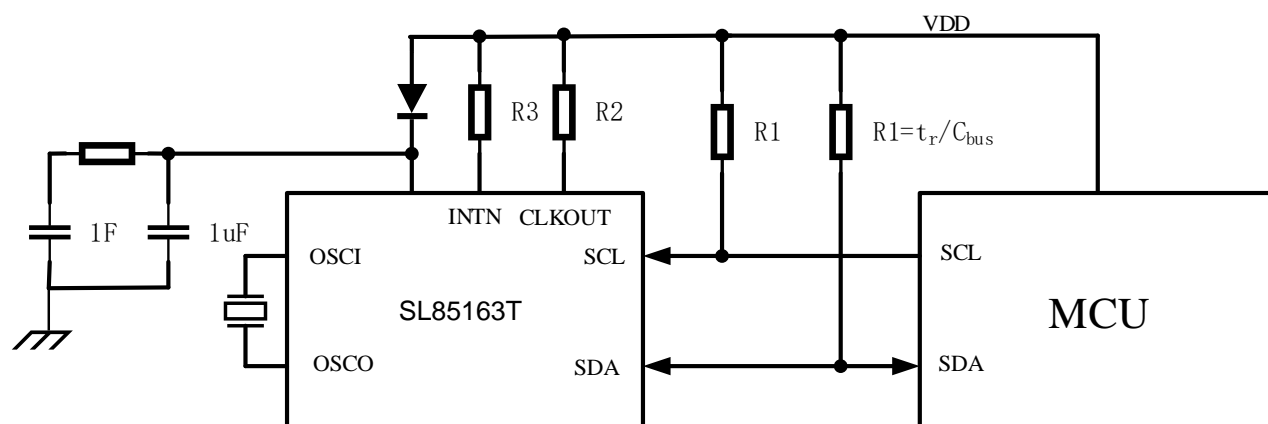 VDD
R3
R2
R1
R1=tr/Cbus
1F
1uF
INTN
CLKOUT
OSCI
SCL
SCL
SL85163T
MCU
OSCO
SDA
SDA